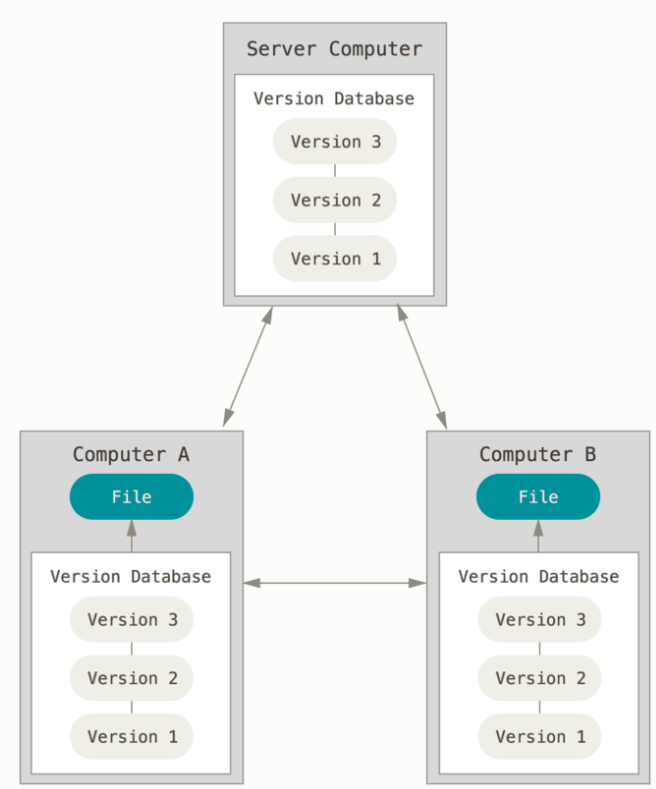 Server Computer
Version Database
Version 3
Version 2
Version 1
Computer A
File
Version Database
Version 3
Version 2
Version 1
Computer B
File
Version Database
Version 3
Version 2
Version 1